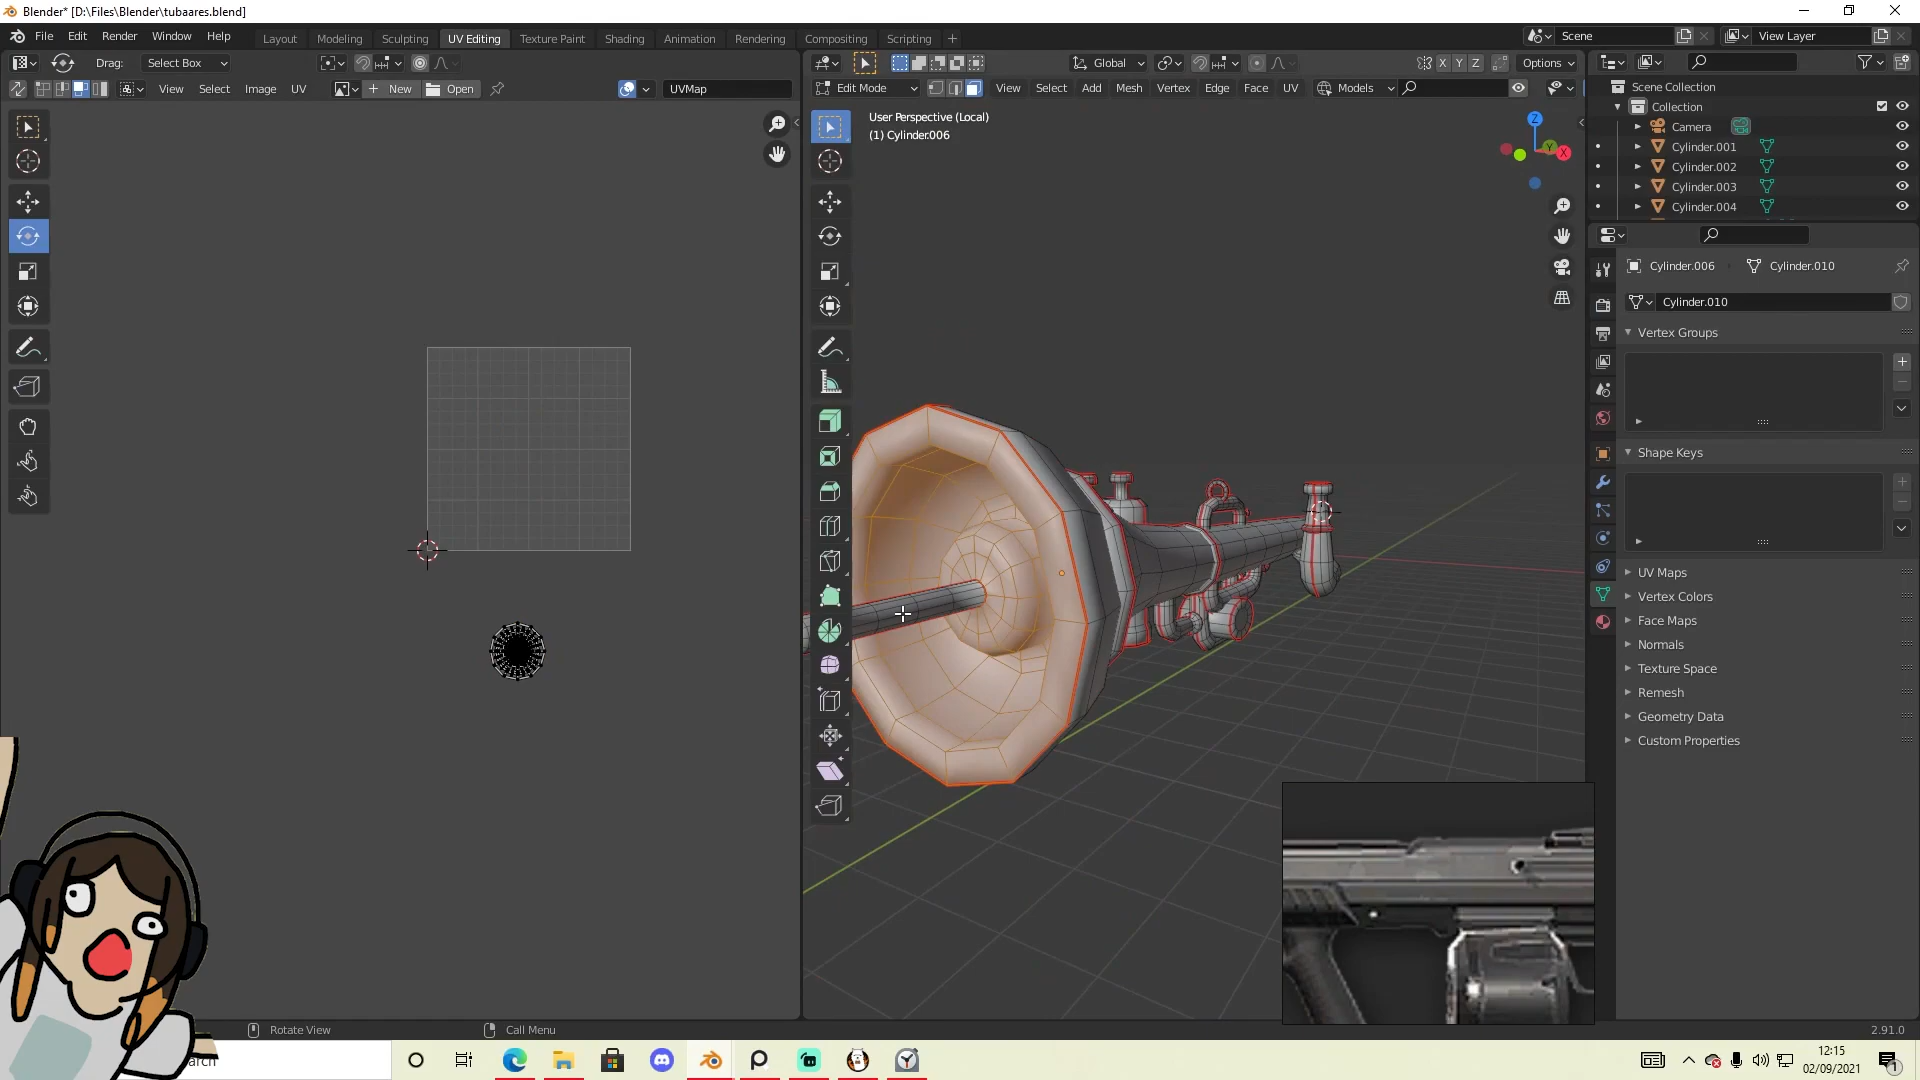 Blender* [D:\Files\Blender\tubaares.blend]
File Edit Render Window Help
Layout Modeling Sculpting UV Editing Texture Paint Shading Animation Rendering Compositing Scripting
Scene
View Layer
Drag: Select Box
Global
X Y Z
Options
View Select Image UV
New Open
UVMap
Edit Mode
View Select Add Mesh Vertex Edge Face UV
Models
User Perspective (Local)
(1) Cylinder.006
Z
Y
X
Scene Collection
Collection
Camera
Cylinder.001
Cylinder.002
Cylinder.003
Cylinder.004
Cylinder.006
Cylinder.010
Cylinder.010
Vertex Groups
Shape Keys
UV Maps
Vertex Colors
Face Maps
Normals
Texture Space
Remesh
Geometry Data
Custom Properties
Rotate View
Call Menu
2.91.0
arch
12:15
02/09/2021
1